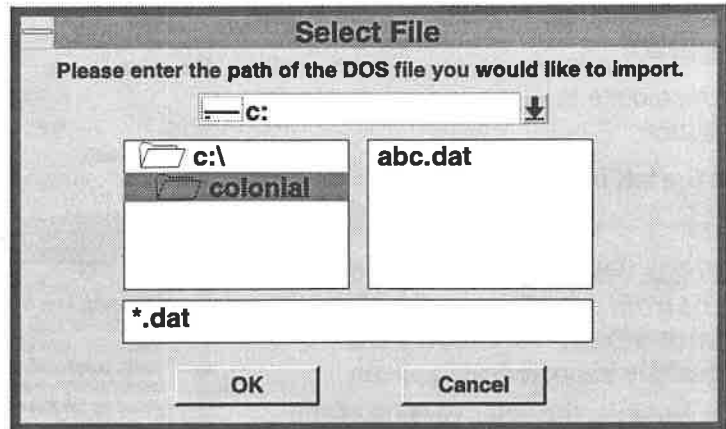 Select File
Please enter the path of the DOS file you would like to import.
c:
c:\
colonial
abc.dat
*.dat
OK
Cancel